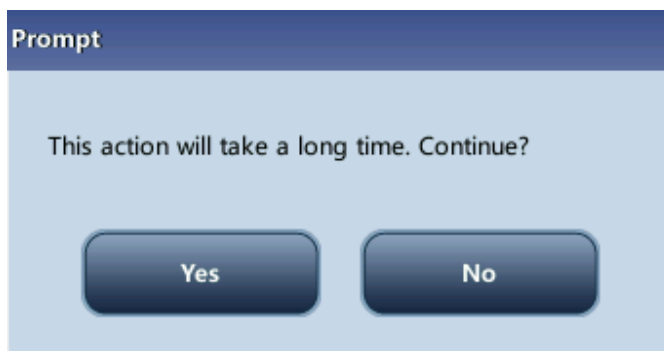 Prompt
This action will take a long time. Continue?
Yes No